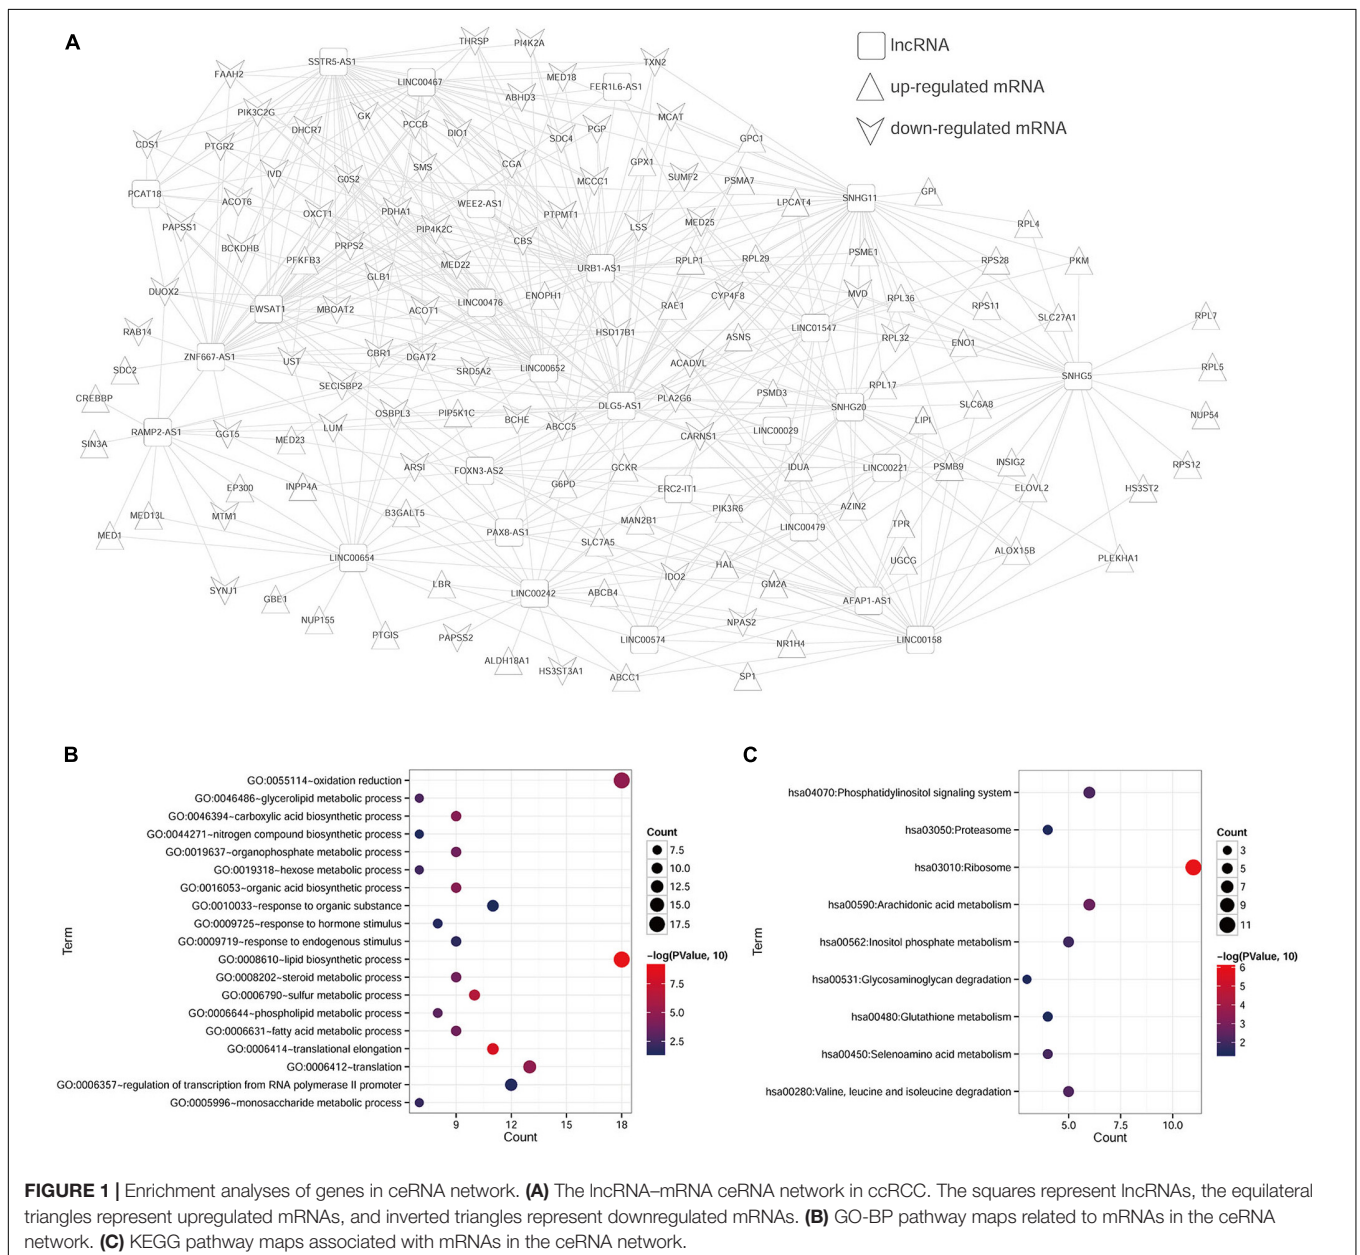 A
lncRNA
up-regulated mRNA
down-regulated mRNA
THRSP
PI4K2A
SSTR5-AS1
TXN2
FAAH2
LINC00467
MED18
FER1L6-AS1
ABHD3
PIK3C2G
GK
MCAT
DHCR7
PCCB
DIO1
SDC4
PGP
GPC1
CDS1
PTGR2
IVD
G0S2
SMS
CGA
MCCC1
GPX1
SUMF2
PSMA7
PCAT18
ACOT6
OXCT1
PDHA1
WEE2-AS1
PTPMT1
LPCAT4
SNHG11
GPI
PAPSS1
PIP4K2C
LSS
MED25
RPL4
BCKDHB
PRPS2
CBS
PFKFB3
MED22
URB1-AS1
RPLP1
RPL29
PSME1
RPS28
PKM
GLB1
DUOX2
EWSAT1
MBOAT2
ACOT1
LINC00476
ENOPH1
RAE1
CYP4F8
MVD
RPL36
RPS11
SLC27A1
RPL7
RAB14
HSD17B1
ASNS
LINC01547
RPL32
ENO1
ZNF667-AS1
UST
CBR1
DGAT2
SRD5A2
LINC00652
ACADVL
SNHG5
RPL5
SDC2
SECISBP2
PSMD3
RPL17
CREBBP
OSBPL3
PIP5K1C
BCHE
ABCC5
DLG5-AS1
PLA2G6
SNHG20
SLC6A8
NUP54
SIN3A
RAMP2-AS1
GGT5
MED23
LUM
CARNS1
LINC00029
LIPI
ARSI
FOXN3-AS2
GCKR
IDUA
LINC00221
PSMB9
INSIG2
RPS12
EP300
INPP4A
G6PD
ERC2-IT1
ELOVL2
HS3ST2
MED13L
MTM1
B3GALT5
MAN2B1
PIK3R6
AZIN2
MED1
PAX8-AS1
SLC7A5
LINC00479
TPR
LINC00654
HAL
UGCG
ALOX15B
PLEKHA1
SYNJ1
GBE1
LBR
LINC00242
ABCB4
IDO2
GM2A
AFAP1-AS1
NUP155
PTGIS
PAPSS2
LINC00574
NPAS2
NR1H4
LINC00158
ALDH18A1
HS3ST3A1
ABCC1
SP1
B
Term
GO:0055114~oxidation reduction
GO:0046486~glycerolipid metabolic process
GO:0046394~carboxylic acid biosynthetic process
GO:0044271~nitrogen compound biosynthetic process
GO:0019637~organophosphate metabolic process
GO:0019318~hexose metabolic process
GO:0016053~organic acid biosynthetic process
GO:0010033~response to organic substance
GO:0009725~response to hormone stimulus
GO:0009719~response to endogenous stimulus
GO:0008610~lipid biosynthetic process
GO:0008202~steroid metabolic process
GO:0006790~sulfur metabolic process
GO:0006644~phospholipid metabolic process
GO:0006631~fatty acid metabolic process
GO:0006414~translational elongation
GO:0006412~translation
GO:0006357~regulation of transcription from RNA polymerase II promoter
GO:0005996~monosaccharide metabolic process
9 12 15 18
Count
Count
7.5
10.0
12.5
15.0
17.5
-log(PValue, 10)
7.5
5.0
2.5
C
Term
hsa04070:Phosphatidylinositol signaling system
hsa03050:Proteasome
hsa03010:Ribosome
hsa00590:Arachidonic acid metabolism
hsa00562:Inositol phosphate metabolism
hsa00531:Glycosaminoglycan degradation
hsa00480:Glutathione metabolism
hsa00450:Selenoamino acid metabolism
hsa00280:Valine, leucine and isoleucine degradation
5.0 7.5 10.0
Count
Count
3
5
7
9
11
-log(PValue, 10)
6
5
4
3
2
FIGURE 1 | Enrichment analyses of genes in ceRNA network. (A) The lncRNA–mRNA ceRNA network in ccRCC. The squares represent lncRNAs, the equilateral
triangles represent upregulated mRNAs, and inverted triangles represent downregulated mRNAs. (B) GO-BP pathway maps related to mRNAs in the ceRNA
network. (C) KEGG pathway maps associated with mRNAs in the ceRNA network.